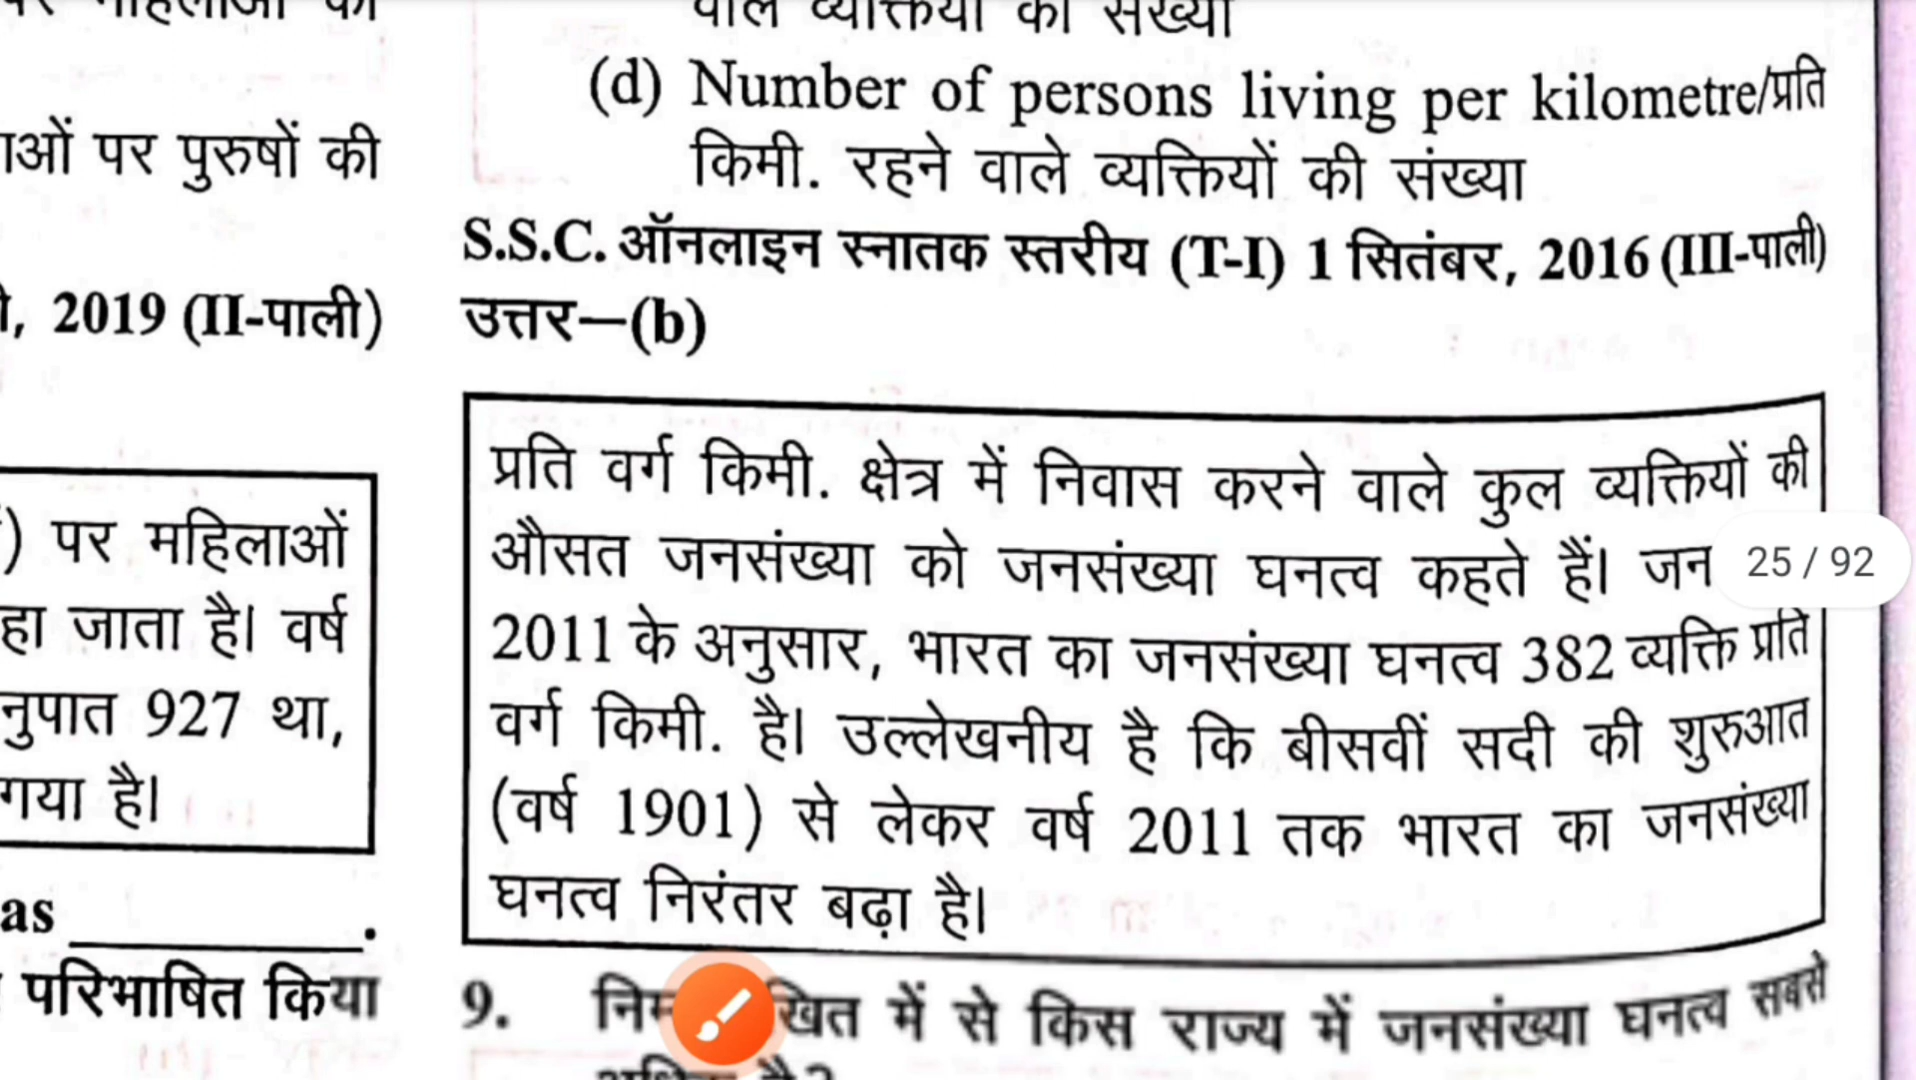 ाओं पर पुरुषों की
, 2019 (II-पाली)
) पर महिलाओं
हा जाता है। वर्ष
नुपात 927 था,
गया है।
as ________.
परिभाषित किया
वाले व्यक्तियों की संख्या
(d) Number of persons living per kilometre/प्रति
किमी. रहने वाले व्यक्तियों की संख्या
S.S.C. ऑनलाइन स्नातक स्तरीय (T-I) 1 सितंबर, 2016 (III-पाली)
उत्तर—(b)
प्रति वर्ग किमी. क्षेत्र में निवास करने वाले कुल व्यक्तियों की
औसत जनसंख्या को जनसंख्या घनत्व कहते हैं। जन
25 / 92
2011 के अनुसार, भारत का जनसंख्या घनत्व 382 व्यक्ति प्रति
वर्ग किमी. है। उल्लेखनीय है कि बीसवीं सदी की शुरुआत
(वर्ष 1901) से लेकर वर्ष 2011 तक भारत का जनसंख्या
घनत्व निरंतर बढ़ा है।
9. खित में से किस राज्य में जनसंख्या घनत्व सबसे